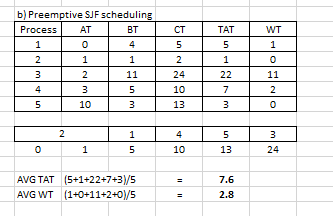 b) Preemptive SJF scheduling
Process AT BT CT TAT WT
1 0 4 5 5 1
2 1 1 2 1 0
3 2 11 24 22 11
4 3 5 10 7 2
5 10 3 13 3 0
2 1 4 5 3
0 1 5 10 13 24
AVG TAT (5+1+22+7+3)/5 = 7.6
AVG WT (1+0+11+2+0)/5 = 2.8